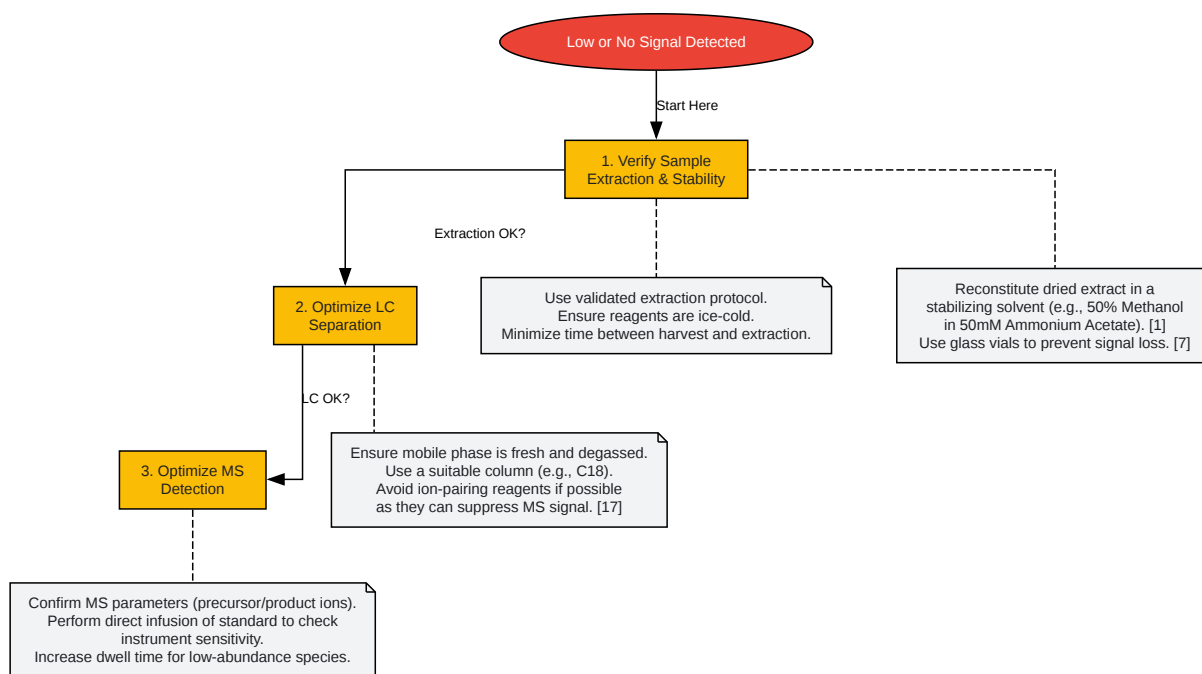 Low or No Signal Detected
Start Here
1. Verify Sample
Extraction & Stability
Extraction OK?
Use validated extraction protocol.
Ensure reagents are ice-cold.
Minimize time between harvest and extraction.
Reconstitute dried extract in a
stabilizing solvent (e.g., 50% Methanol
in 50mM Ammonium Acetate). [1]
Use glass vials to prevent signal loss. [7]
2. Optimize LC
Separation
LC OK?
Ensure mobile phase is fresh and degassed.
Use a suitable column (e.g., C18).
Avoid ion-pairing reagents if possible
as they can suppress MS signal. [17]
3. Optimize MS
Detection
Confirm MS parameters (precursor/product ions).
Perform direct infusion of standard to check
instrument sensitivity.
Increase dwell time for low-abundance species.